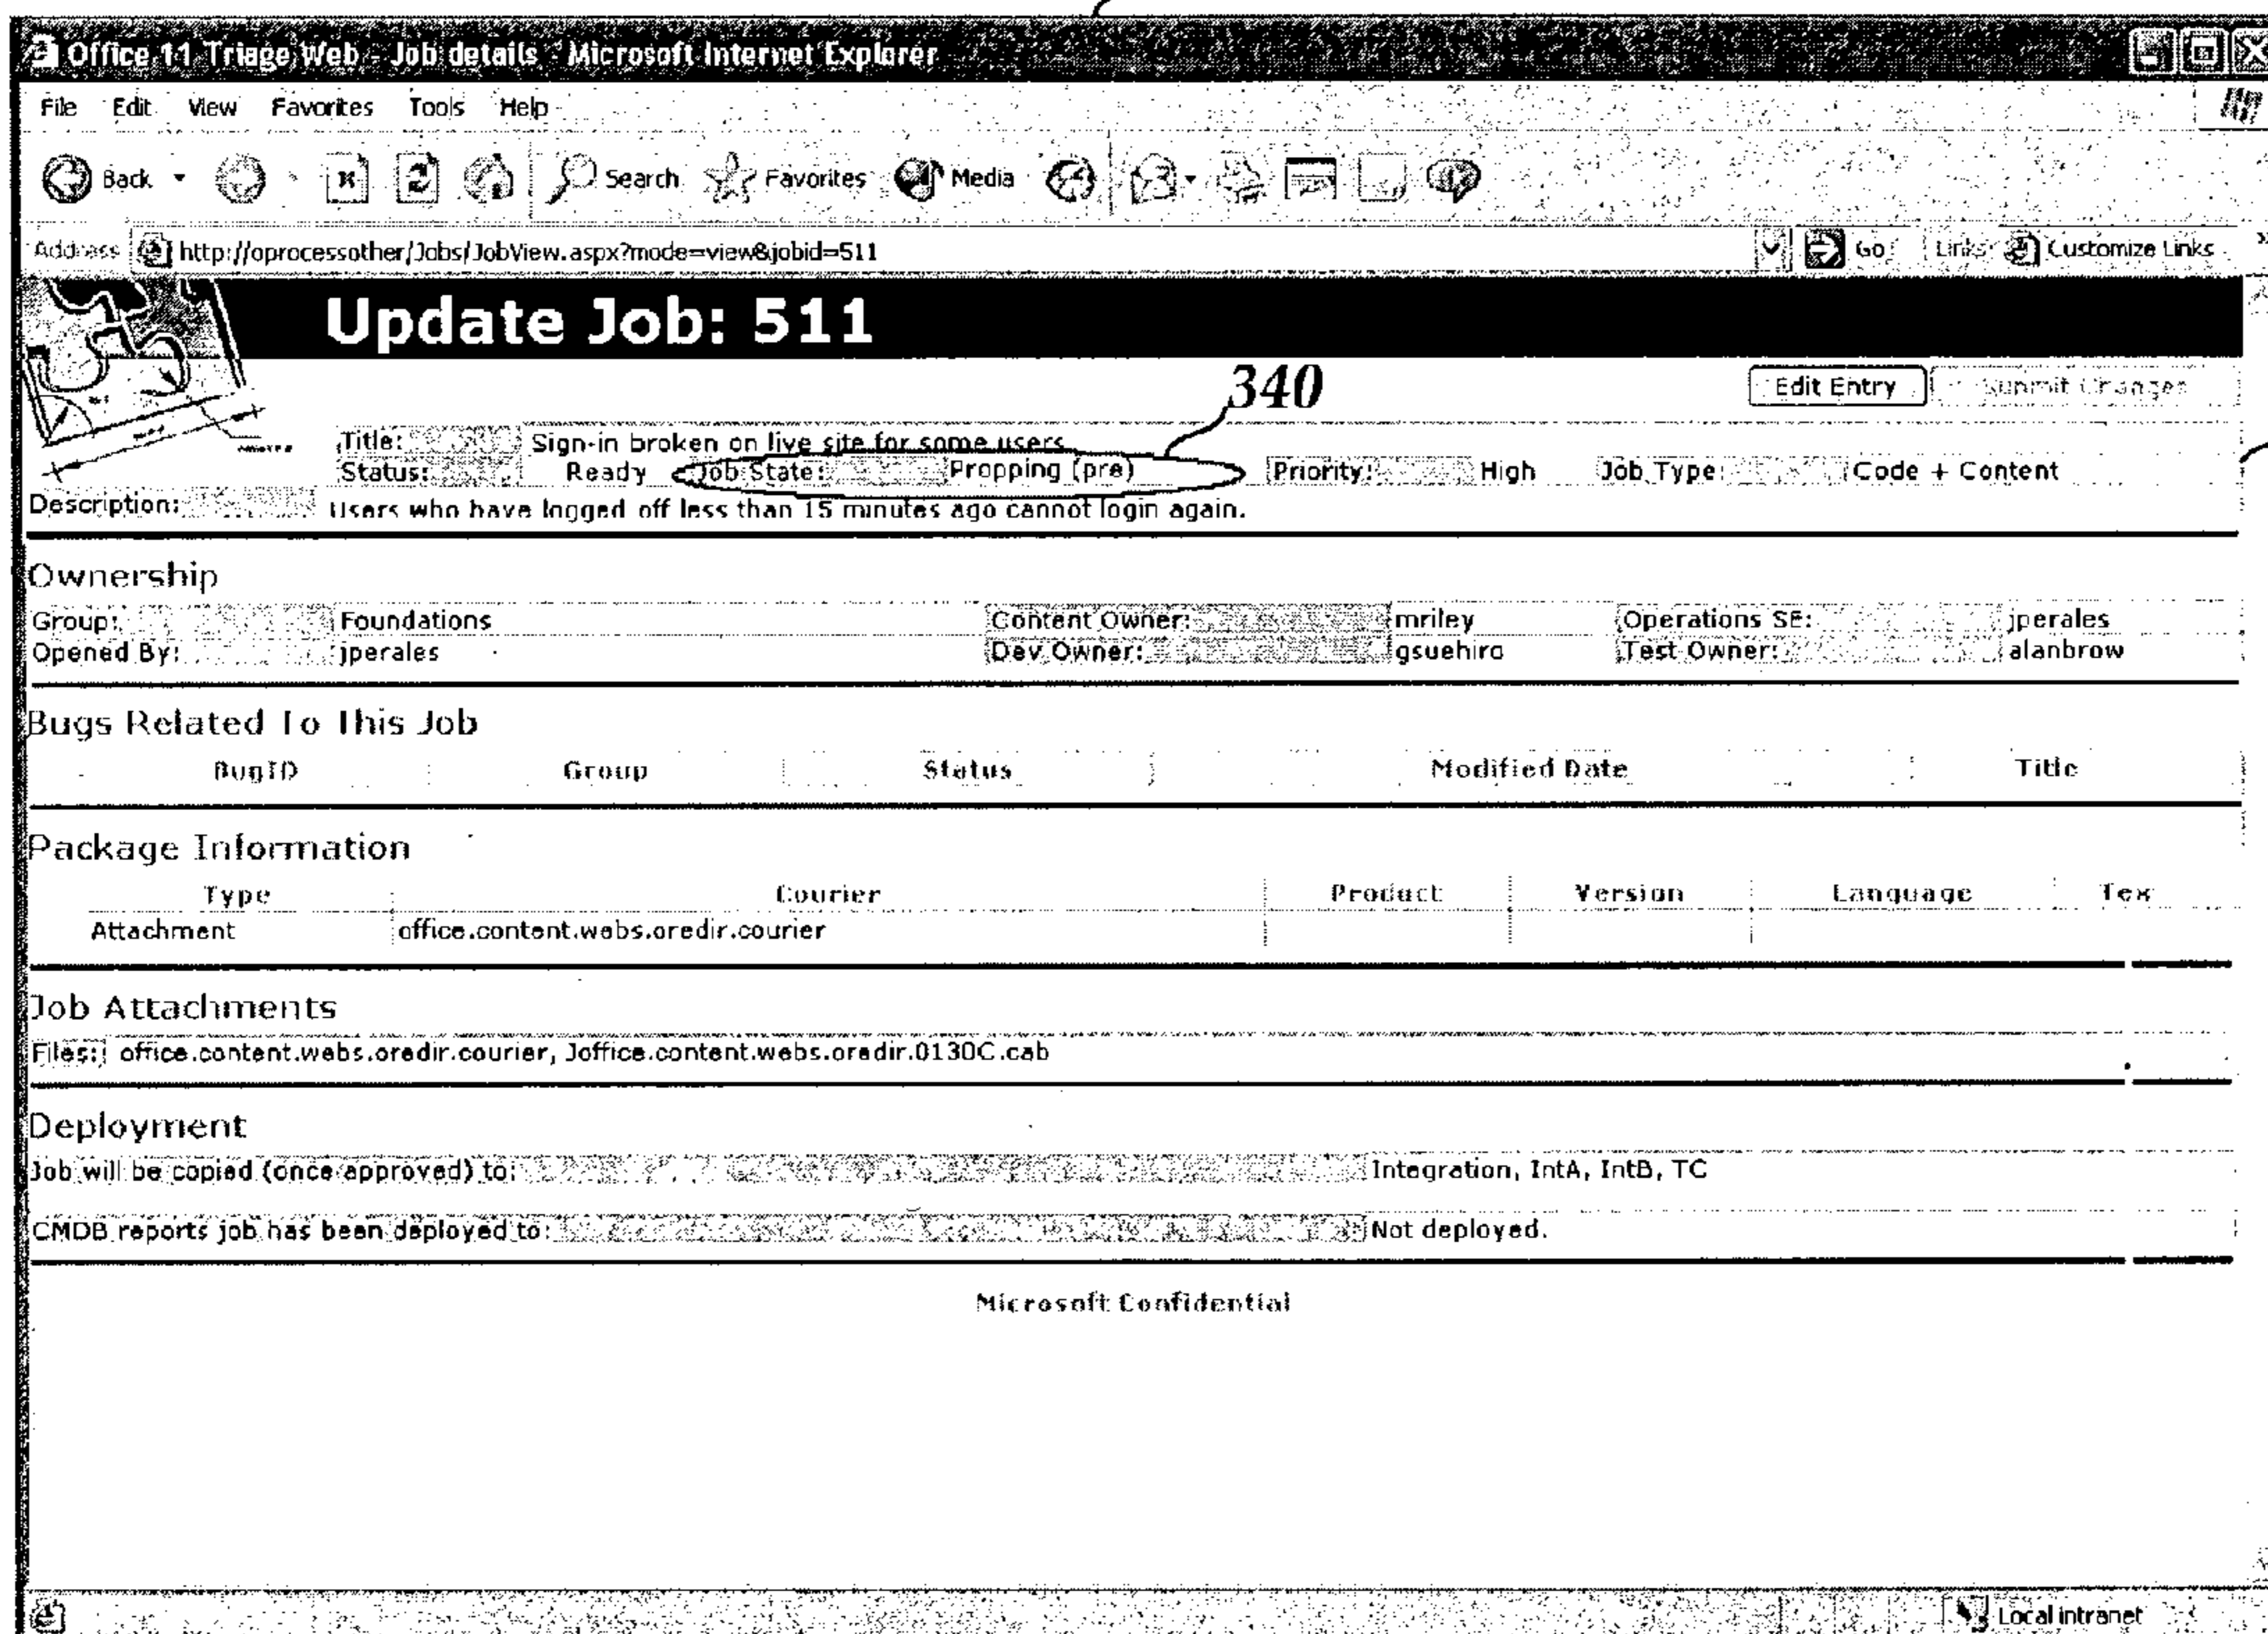 Office 11 Triage Web - Job details - Microsoft Internet Explorer
File Edit View Favorites Tools Help
Back Search Favorites Media
Address http://oprocessother/Jobs/JobView.aspx?mode=view&jobid=511 Go Links Customize Links »
Update Job: 511
340
Edit Entry Submit Changes
Title: Sign-in broken on live site for some users
Status: Ready Job State: Propping (pre) Priority: High Job Type: Code + Content
Description: Users who have logged off less than 15 minutes ago cannot login again.
Ownership
Group: Foundations Content Owner: mriley Operations SE: jperales
Opened By: jperales Dev Owner: gsuehiro Test Owner: alanbrow
Bugs Related To This Job
BugID Group Status Modified Date Title
Package Information
Type Courier Product Version Language Tex
Attachment office.content.webs.oredir.courier
Job Attachments
Files: office.content.webs.oredir.courier, Joffice.content.webs.oredir.0130C.cab
Deployment
Job will be copied (once approved) to: Integration, IntA, IntB, TC
CMDB reports job has been deployed to: Not deployed.
Microsoft Confidential
Local intranet